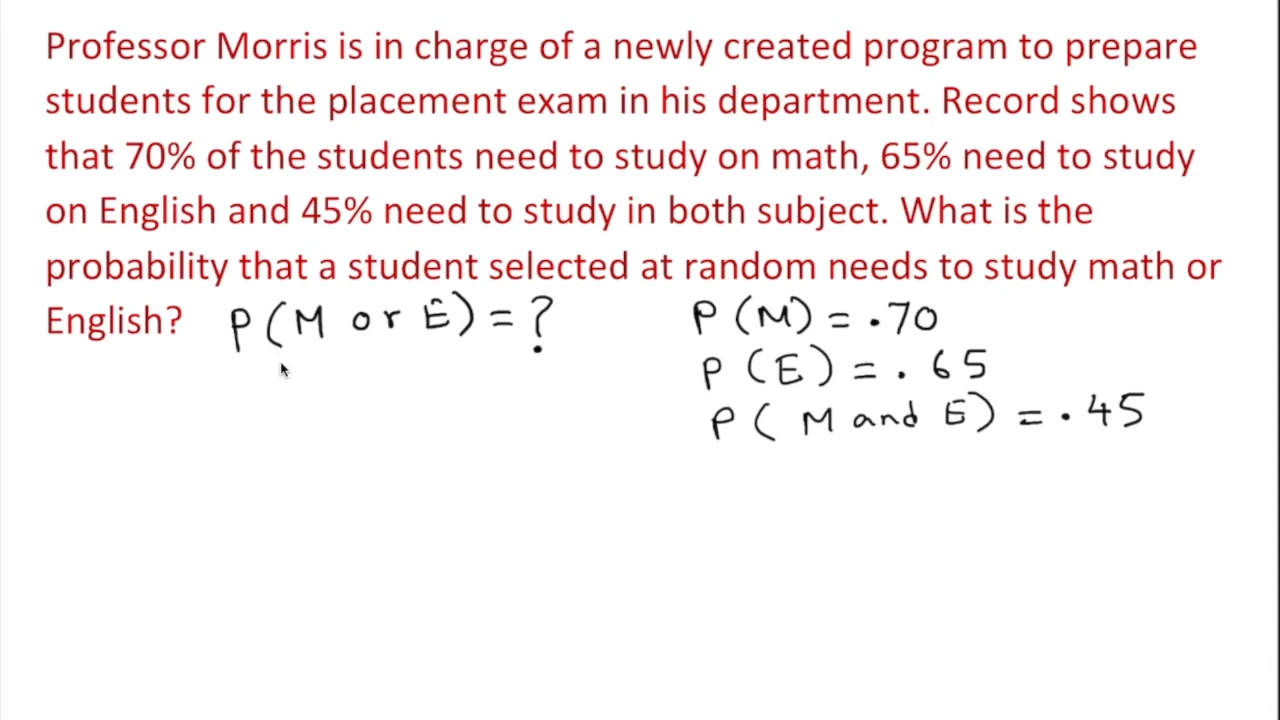 Professor Morris is in charge of a newly created program to prepare
students for the placement exam in his department. Record shows
that 70% of the students need to study on math, 65% need to study
on English and 45% need to study in both subject. What is the
probability that a student selected at random needs to study math or
English?
P(M or E) = ?
P(M) = .70
P(E) = .65
P(M and E) = .45